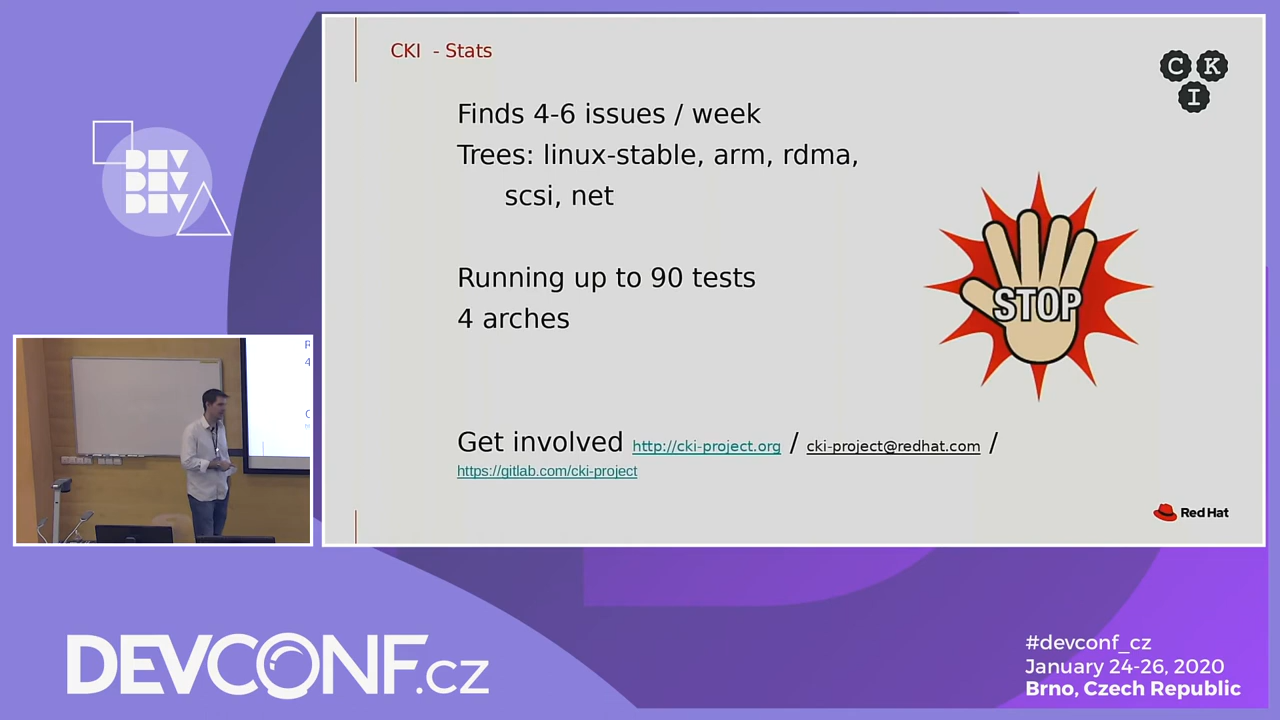 CKI - Stats
C K
I
Finds 4-6 issues / week
Trees: linux-stable, arm, rdma,
scsi, net
Running up to 90 tests
4 arches
STOP
Get involved http://cki-project.org / cki-project@redhat.com /
https://gitlab.com/cki-project
Red Hat
DEV
DEV
DEV
DEVCONF.cz
#devconf_cz
January 24-26, 2020
Brno, Czech Republic